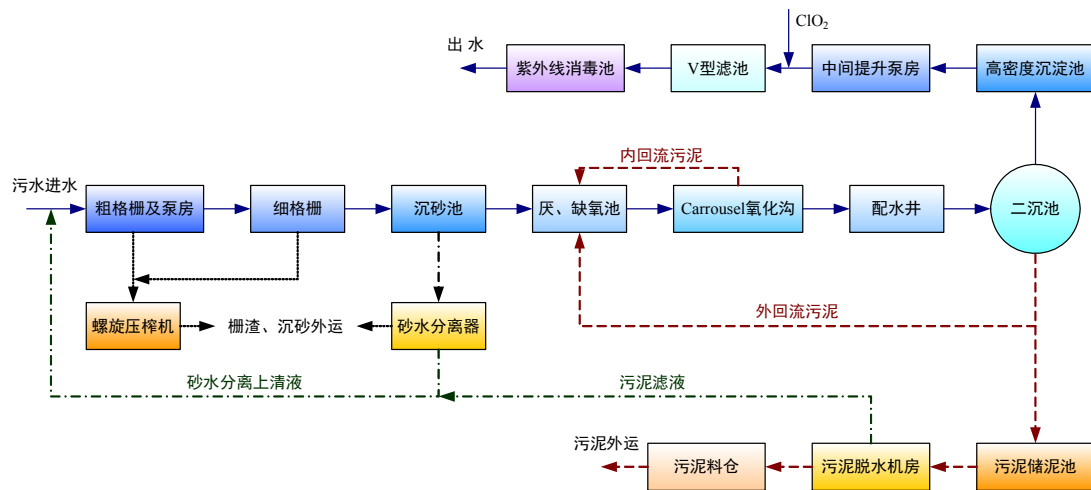 ClO₂
出 水
紫外线消毒池
V型滤池
中间提升泵房
高密度沉淀池
内回流污泥
污水进水
粗格栅及泵房
细格栅
沉砂池
厌、缺氧池
Carrousel氧化沟
配水井
二沉池
螺旋压榨机
栅渣、沉砂外运
砂水分离器
外回流污泥
砂水分离上清液
污泥滤液
污泥外运
污泥料仓
污泥脱水机房
污泥储泥池